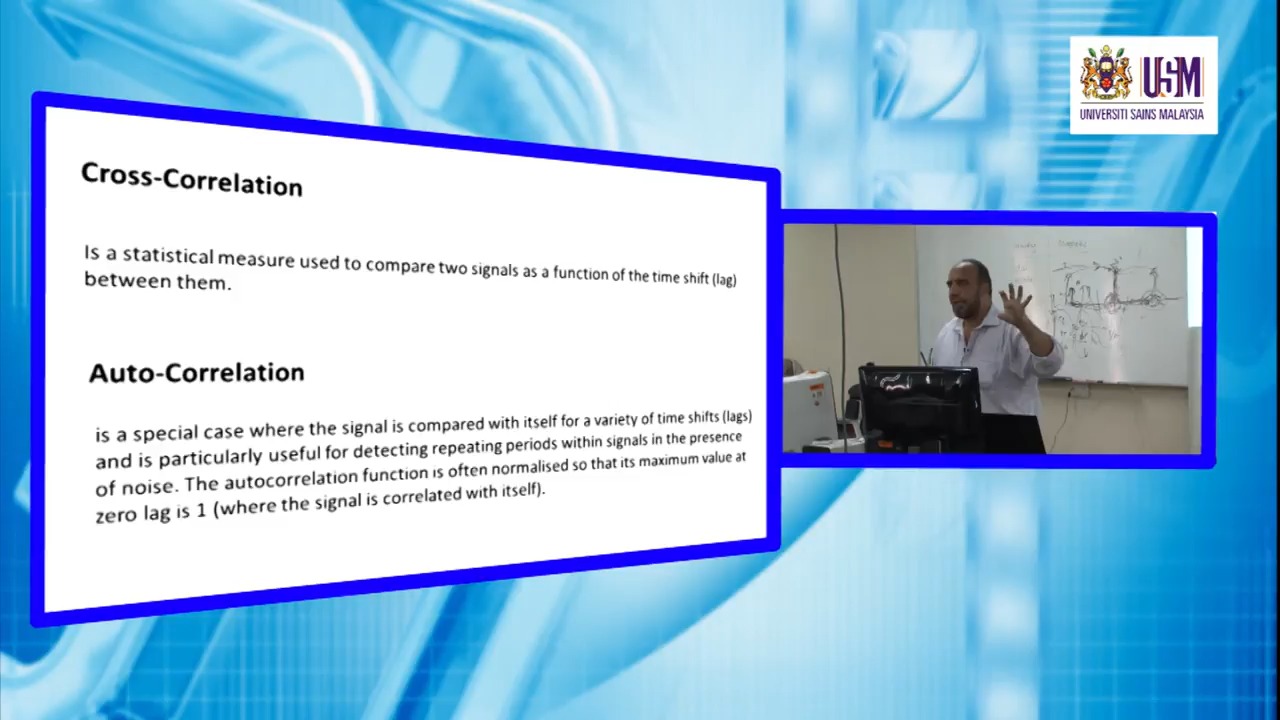 USM
UNIVERSITI SAINS MALAYSIA
Cross-Correlation
Is a statistical measure used to compare two signals as a function of the time shift (lag)
between them.
Auto-Correlation
is a special case where the signal is compared with itself for a variety of time shifts (lags)
and is particularly useful for detecting repeating periods within signals in the presence
of noise. The autocorrelation function is often normalised so that its maximum value at
zero lag is 1 (where the signal is correlated with itself).